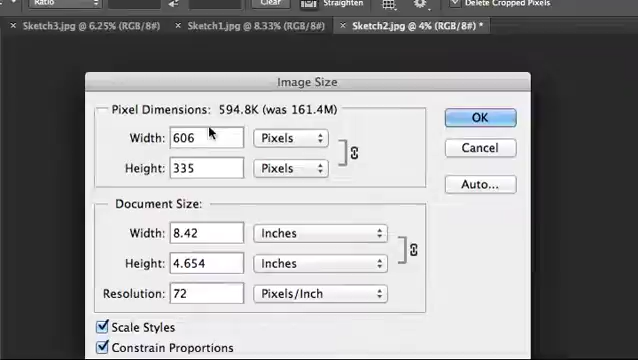 Ratio Clear Straighten Delete Cropped Pixels
× Sketch3.jpg @ 6.25% (RGB/8#) × Sketch1.jpg @ 8.33% (RGB/8#) × Sketch2.jpg @ 4% (RGB/8#) *
Image Size
Pixel Dimensions: 594.8K (was 161.4M)
OK
Width: 606 Pixels
Cancel
Height: 335 Pixels
Auto...
Document Size:
Width: 8.42 Inches
Height: 4.654 Inches
Resolution: 72 Pixels/Inch
Scale Styles
Constrain Proportions